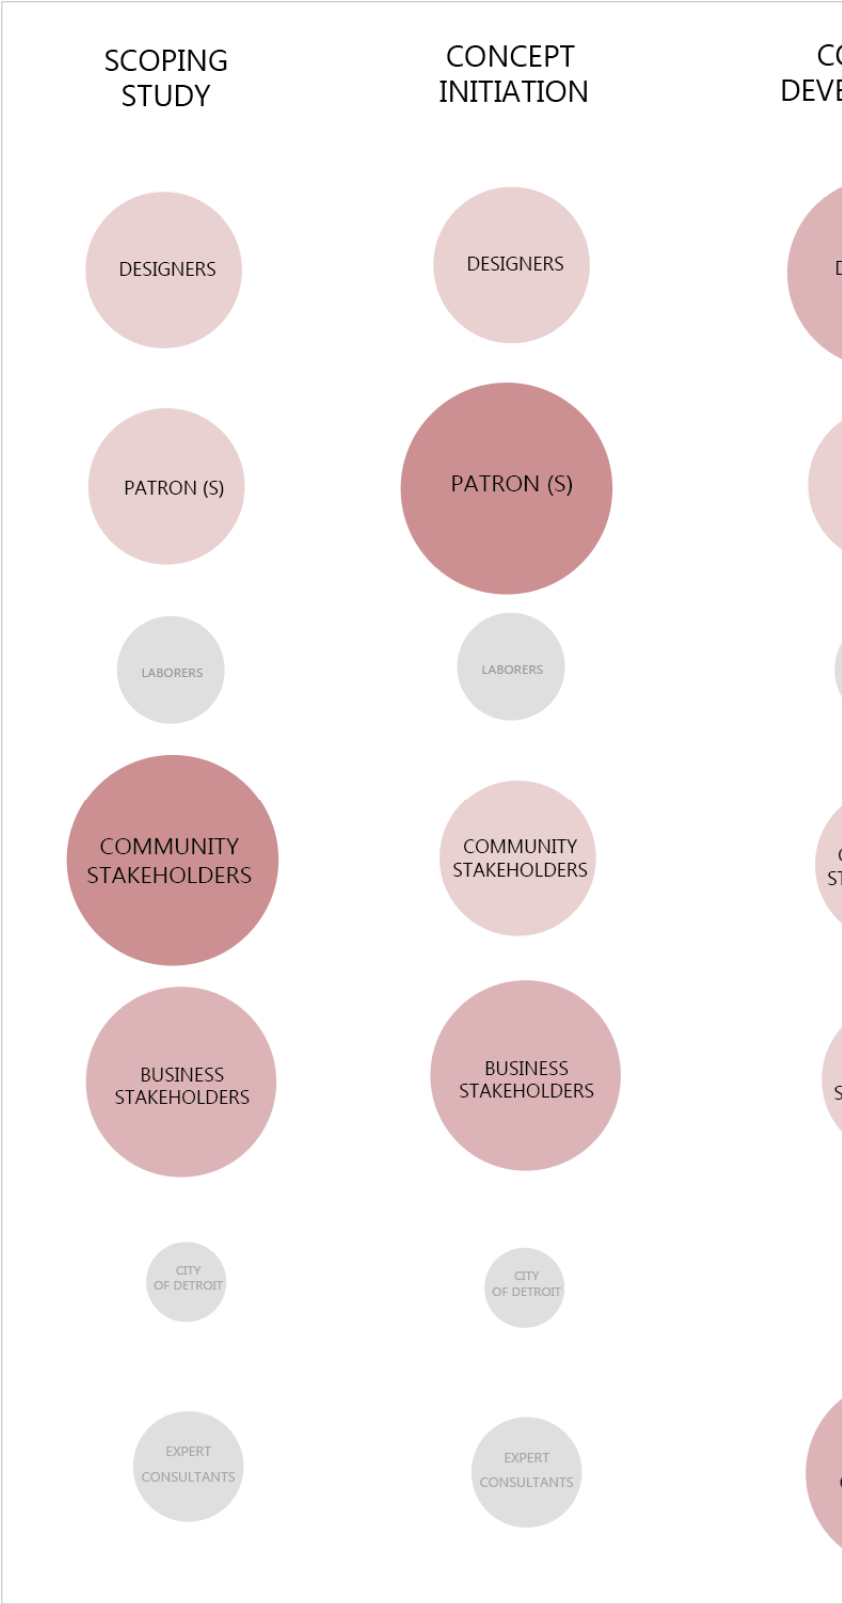 SCOPING
STUDY
DESIGNERS
PATRON (S)
LABORERS
COMMUNITY
STAKEHOLDERS
BUSINESS
STAKEHOLDERS
CITY
OF DETROIT
EXPERT
CONSULTANTS
CONCEPT
INITIATION
DESIGNERS
PATRON (S)
LABORERS
COMMUNITY
STAKEHOLDERS
BUSINESS
STAKEHOLDERS
CITY
OF DETROIT
EXPERT
CONSULTANTS